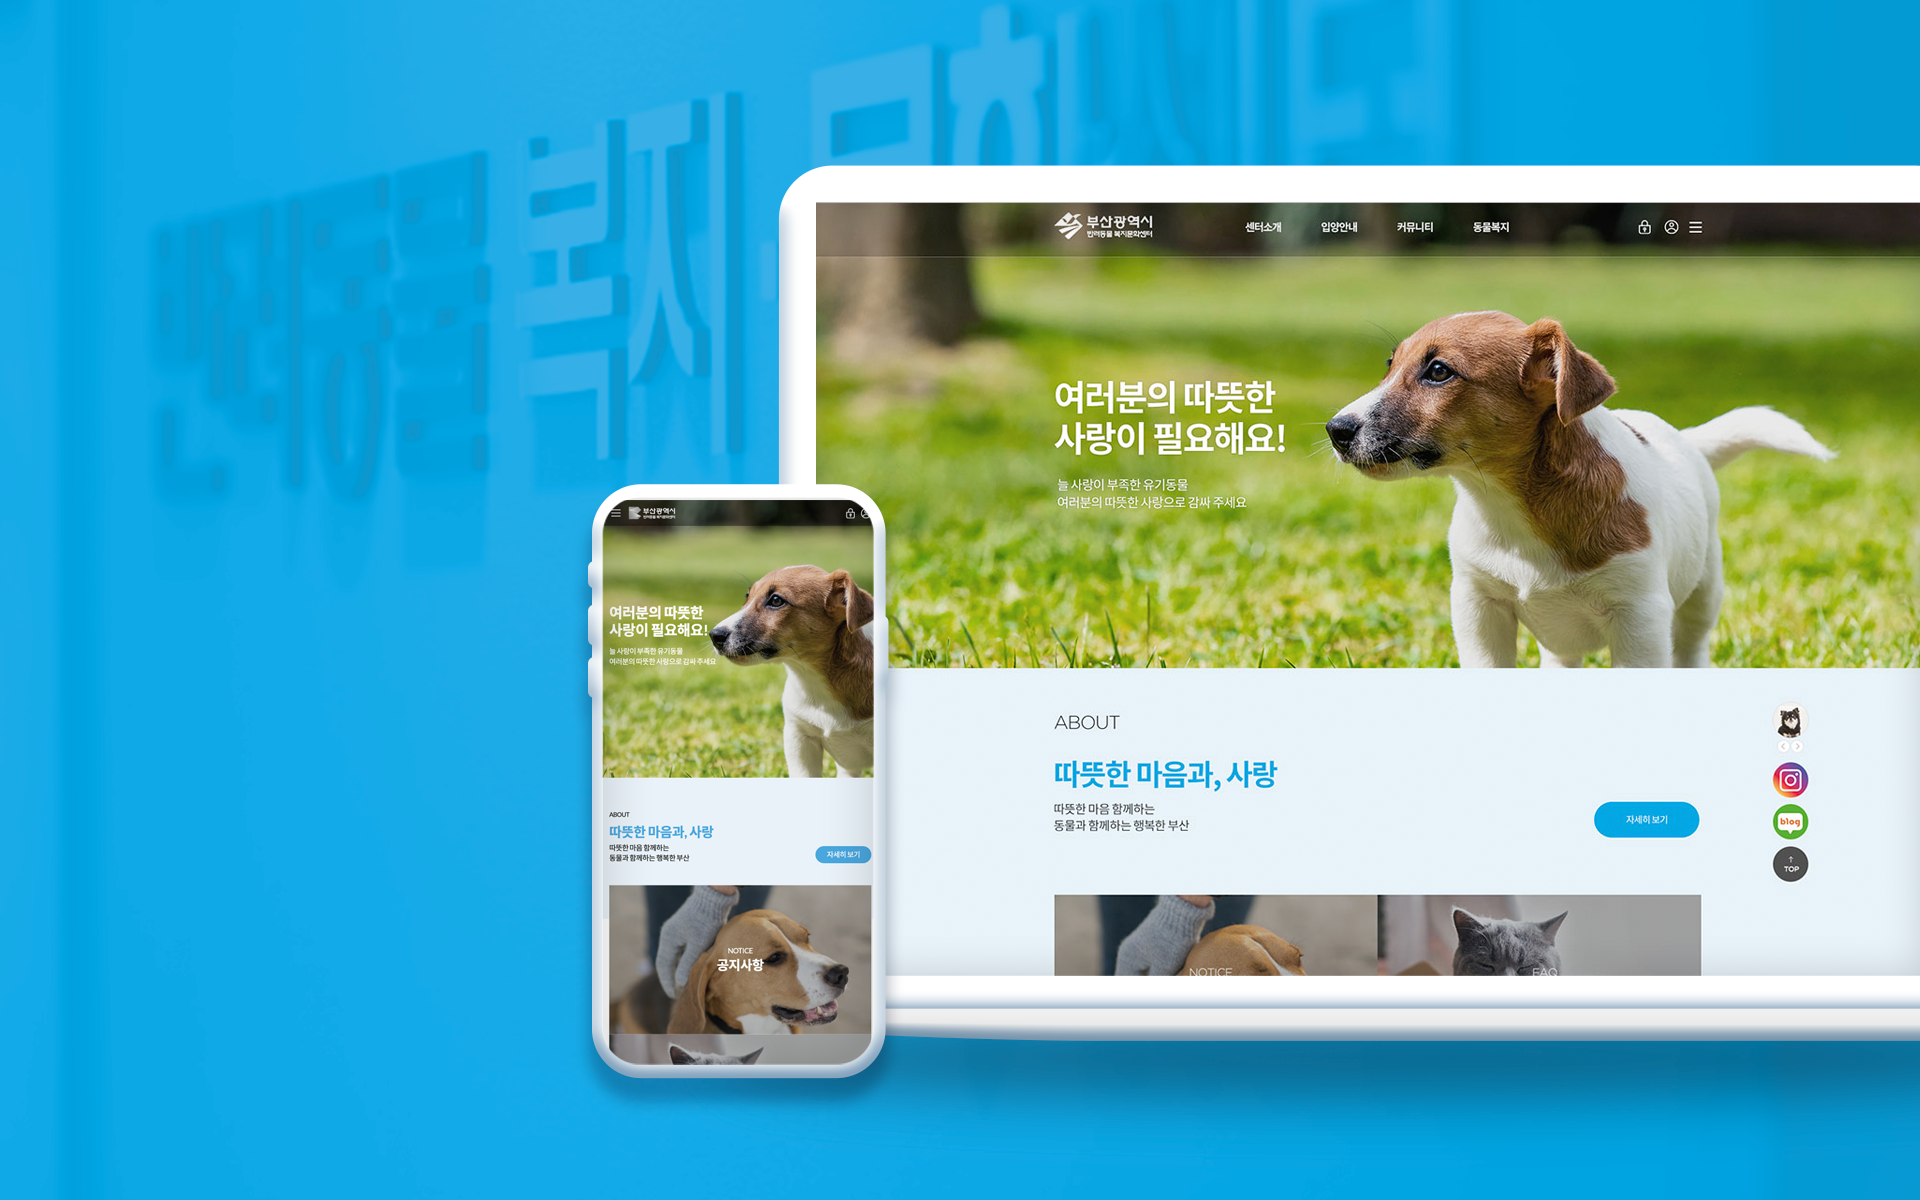 반려동물 복지·문화센터
부산광역시
반려동물 복지문화센터
센터소개
입양안내
커뮤니티
동물복지
여러분의 따뜻한
사랑이 필요해요!
늘 사랑이 부족한 유기동물
여러분의 따뜻한 사랑으로 감싸 주세요
ABOUT
따뜻한 마음과, 사랑
따뜻한 마음 함께하는
동물과 함께하는 행복한 부산
자세히 보기
blog
TOP
NOTICE
FAQ
부산광역시
반려동물 복지문화센터
여러분의 따뜻한
사랑이 필요해요!
늘 사랑이 부족한 유기동물
여러분의 따뜻한 사랑으로 감싸 주세요
ABOUT
따뜻한 마음과, 사랑
따뜻한 마음 함께하는
동물과 함께하는 행복한 부산
자세히 보기
NOTICE
공지사항